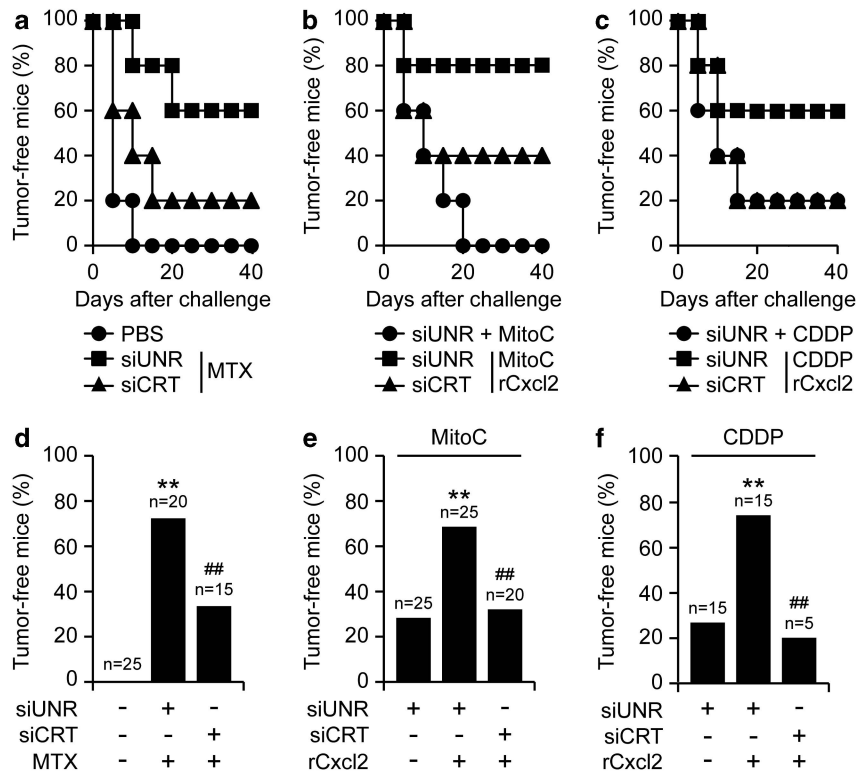 a b c
Tumor-free mice (%) Tumor-free mice (%) Tumor-free mice (%)
100 100 100
80 80 80
60 60 60
40 40 40
20 20 20
0 0 0
0 20 40 0 20 40 0 20 40
Days after challenge Days after challenge Days after challenge
PBS siUNR + MitoC siUNR + CDDP
siUNR siUNR MitoC siUNR CDDP
MTX
siCRT siCRT rCxcl2 siCRT rCxcl2
d e MitoC f CDDP
Tumor-free mice (%) Tumor-free mice (%) Tumor-free mice (%)
100 100 100
80 80 80
60 60 60
40 40 40
20 20 20
0 0 0
** ** **
n=20 n=25 n=15
## ## ##
n=15 n=20 n=5
n=25 n=25 n=15
siUNR - + - siUNR + + - siUNR + + -
siCRT - - + siCRT - - + siCRT - - +
MTX - + + rCxcl2 - + + rCxcl2 - + +